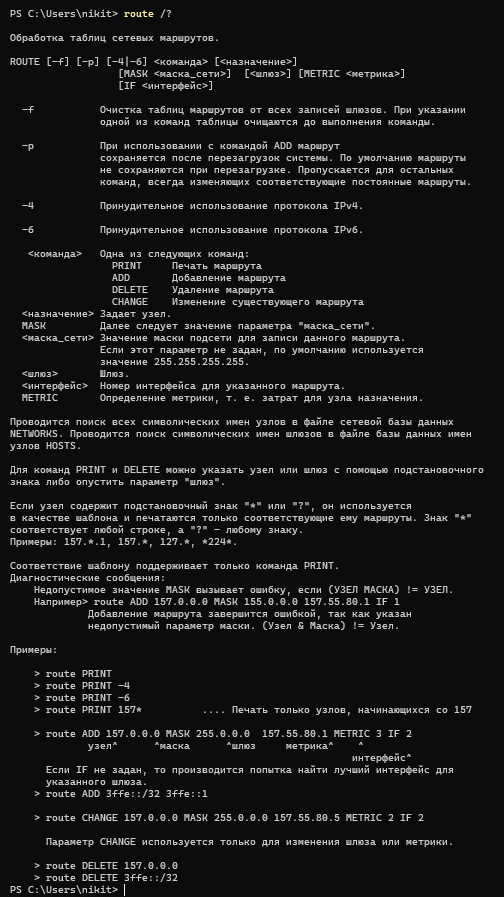 PS C:\Users\nikit> route /?
Обработка таблиц сетевых маршрутов.
ROUTE [-f] [-p] [-4|-6] <команда> [<назначение>]
[MASK <маска_сети>]  [<шлюз>] [METRIC <метрика>]
[IF <интерфейс>]
-f           Очистка таблиц маршрутов от всех записей шлюзов. При указании
одной из команд таблицы очищаются до выполнения команды.
-p           При использовании с командой ADD маршрут
сохраняется после перезагрузок системы. По умолчанию маршруты
не сохраняются при перезагрузке. Пропускается для остальных
команд, всегда изменяющих соответствующие постоянные маршруты.
-4           Принудительное использование протокола IPv4.
-6           Принудительное использование протокола IPv6.
<команда>   Одна из следующих команд:
PRINT     Печать маршрута
ADD       Добавление маршрута
DELETE    Удаление маршрута
CHANGE    Изменение существующего маршрута
<назначение> Задает узел.
MASK         Далее следует значение параметра "маска_сети".
<маска_сети> Значение маски подсети для записи данного маршрута.
Если этот параметр не задан, по умолчанию используется
значение 255.255.255.255.
<шлюз>       Шлюз.
<интерфейс>  Номер интерфейса для указанного маршрута.
METRIC       Определение метрики, т. е. затрат для узла назначения.
Проводится поиск всех символических имен узлов в файле сетевой базы данных
NETWORKS. Проводится поиск символических имен шлюзов в файле базы данных имен
узлов HOSTS.
Для команд PRINT и DELETE можно указать узел или шлюз с помощью подстановочного
знака либо опустить параметр "шлюз".
Если узел содержит подстановочный знак "*" или "?", он используется
в качестве шаблона и печатаются только соответствующие ему маршруты. Знак "*"
соответствует любой строке, а "?" - любому знаку.
Примеры: 157.*.1, 157.*, 127.*, *224*.
Соответствие шаблону поддерживает только команда PRINT.
Диагностические сообщения:
Недопустимое значение MASK вызывает ошибку, если (УЗЕЛ МАСКА) != УЗЕЛ.
Например> route ADD 157.0.0.0 MASK 155.0.0.0 157.55.80.1 IF 1
Добавление маршрута завершится ошибкой, так как указан
недопустимый параметр маски. (Узел & Маска) != Узел.
Примеры:
> route PRINT
> route PRINT -4
> route PRINT -6
> route PRINT 157*          .... Печать только узлов, начинающихся со 157
> route ADD 157.0.0.0 MASK 255.0.0.0  157.55.80.1 METRIC 3 IF 2
узел^      ^маска      ^шлюз     метрика^    ^
интерфейс^
Если IF не задан, то производится попытка найти лучший интерфейс для
указанного шлюза.
> route ADD 3ffe::/32 3ffe::1
> route CHANGE 157.0.0.0 MASK 255.0.0.0 157.55.80.5 METRIC 2 IF 2
Параметр CHANGE используется только для изменения шлюза или метрики.
> route DELETE 157.0.0.0
> route DELETE 3ffe::/32
PS C:\Users\nikit>